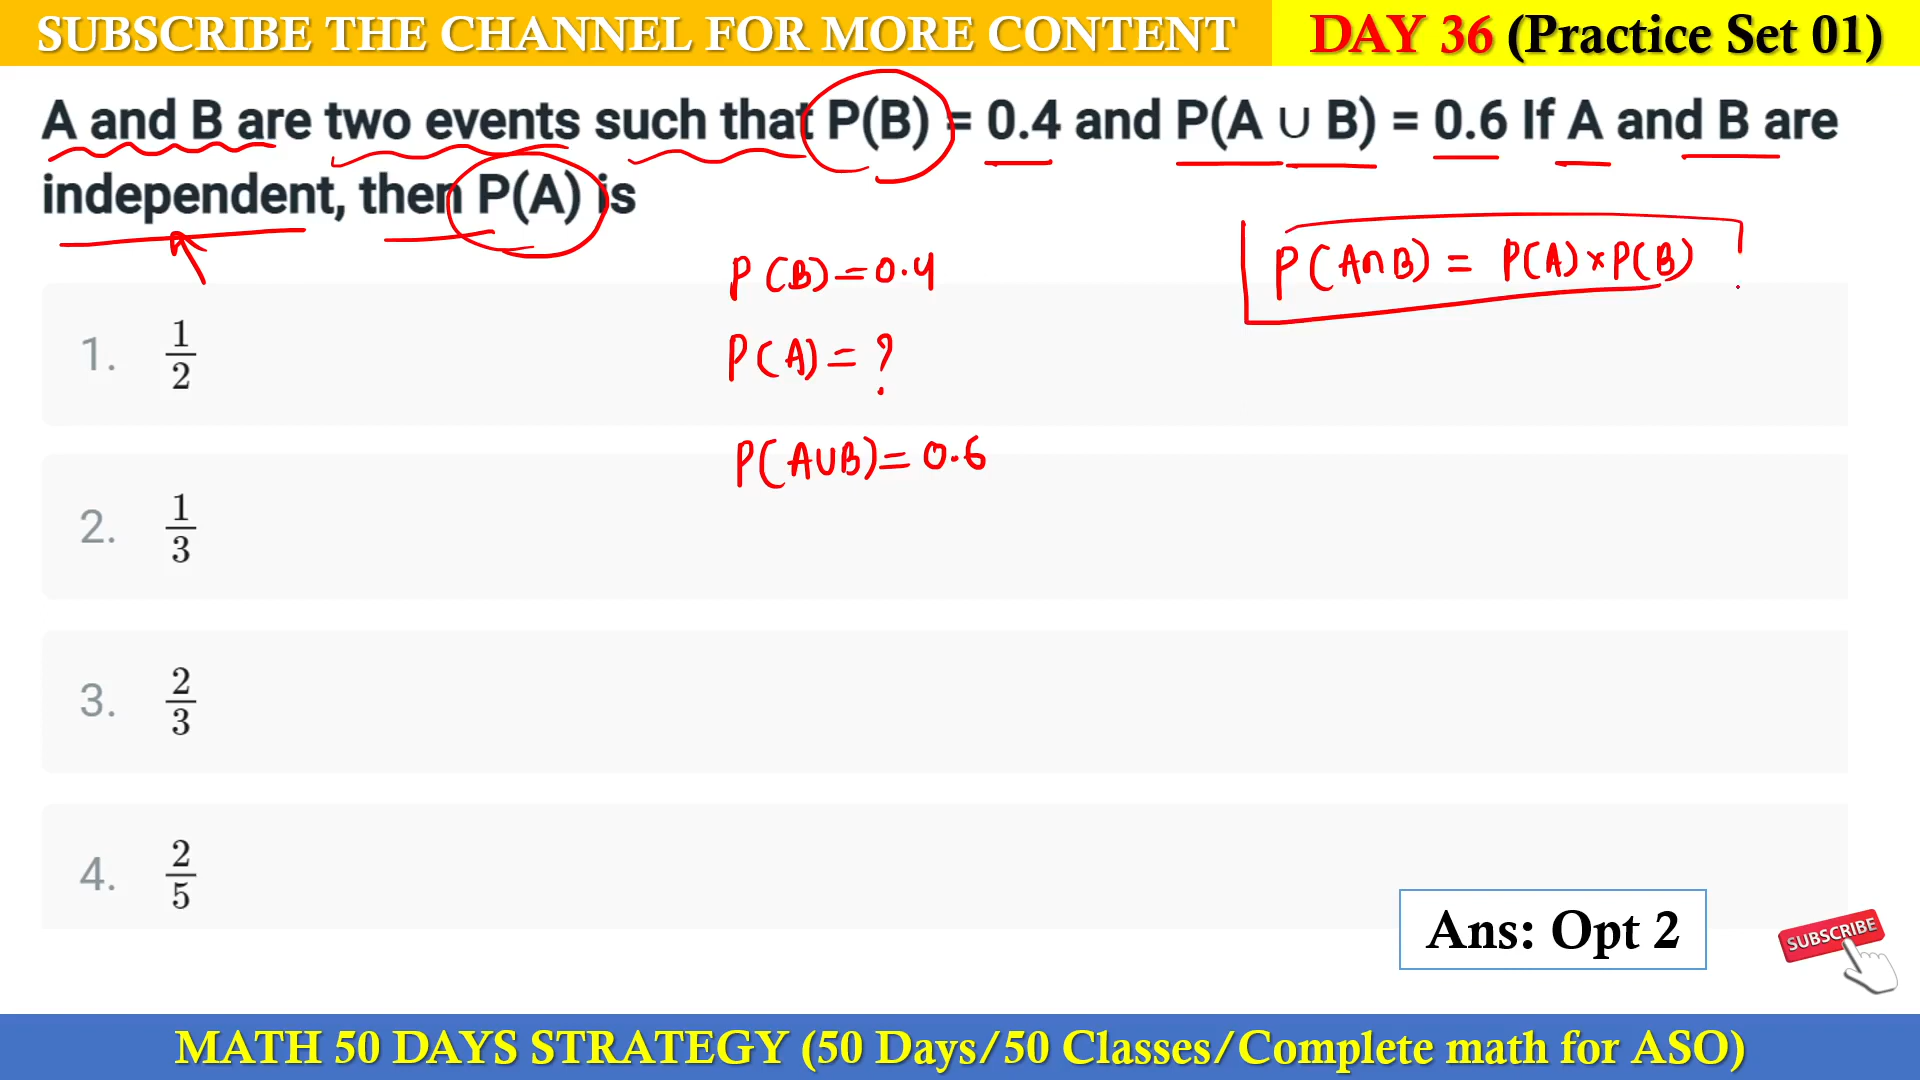 SUBSCRIBE THE CHANNEL FOR MORE CONTENT
DAY 36 (Practice Set 01)
A and B are two events such that P(B) = 0.4 and P(A ∪ B) = 0.6 If A and B are
independent, then P(A) is
P(A∩B) = P(A)×P(B)
P(B)=0.4
P(A)=?
P(A∪B)=0.6
1. 1/2
2. 1/3
3. 2/3
4. 2/5
Ans: Opt 2
SUBSCRIBE
MATH 50 DAYS STRATEGY (50 Days/50 Classes/Complete math for ASO)